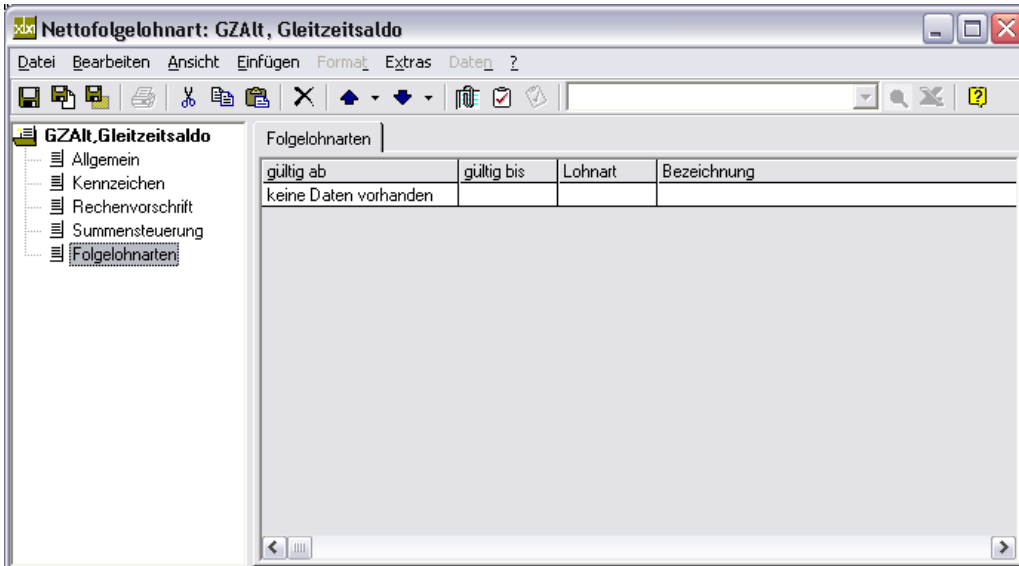 Nettofolgelohnart: GZAlt, Gleitzeitsaldo
Datei Bearbeiten Ansicht Einfügen Format Extras Daten ?
GZAlt,Gleitzeitsaldo
Allgemein
Kennzeichen
Rechenvorschrift
Summensteuerung
Folgelohnarten
Folgelohnarten
gültig ab gültig bis Lohnart Bezeichnung
keine Daten vorhanden